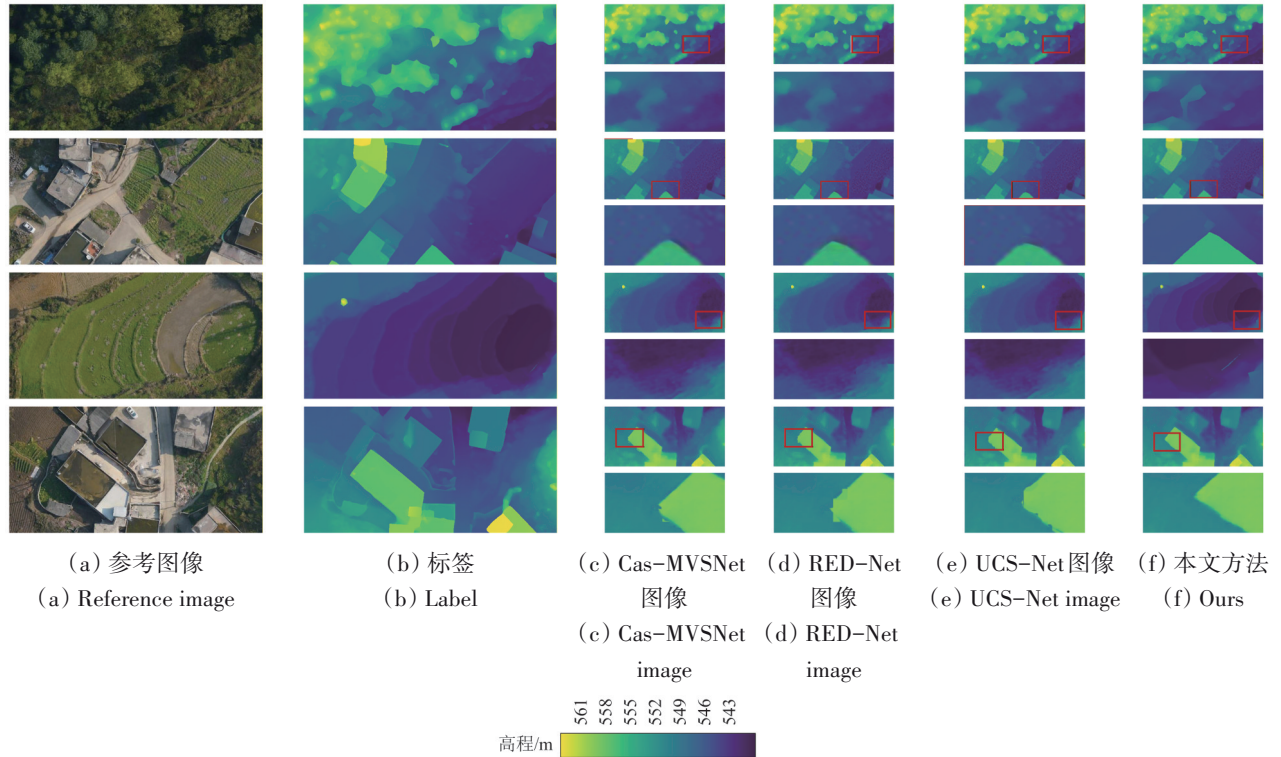 (a) 参考图像
(a) Reference image
(b) 标签
(b) Label
(c) Cas-MVSNet
图像
(c) Cas-MVSNet
image
(d) RED-Net
图像
(d) RED-Net
image
(e) UCS-Net图像
(e) UCS-Net image
(f) 本文方法
(f) Ours
561
558
555
552
549
546
543
高程/m